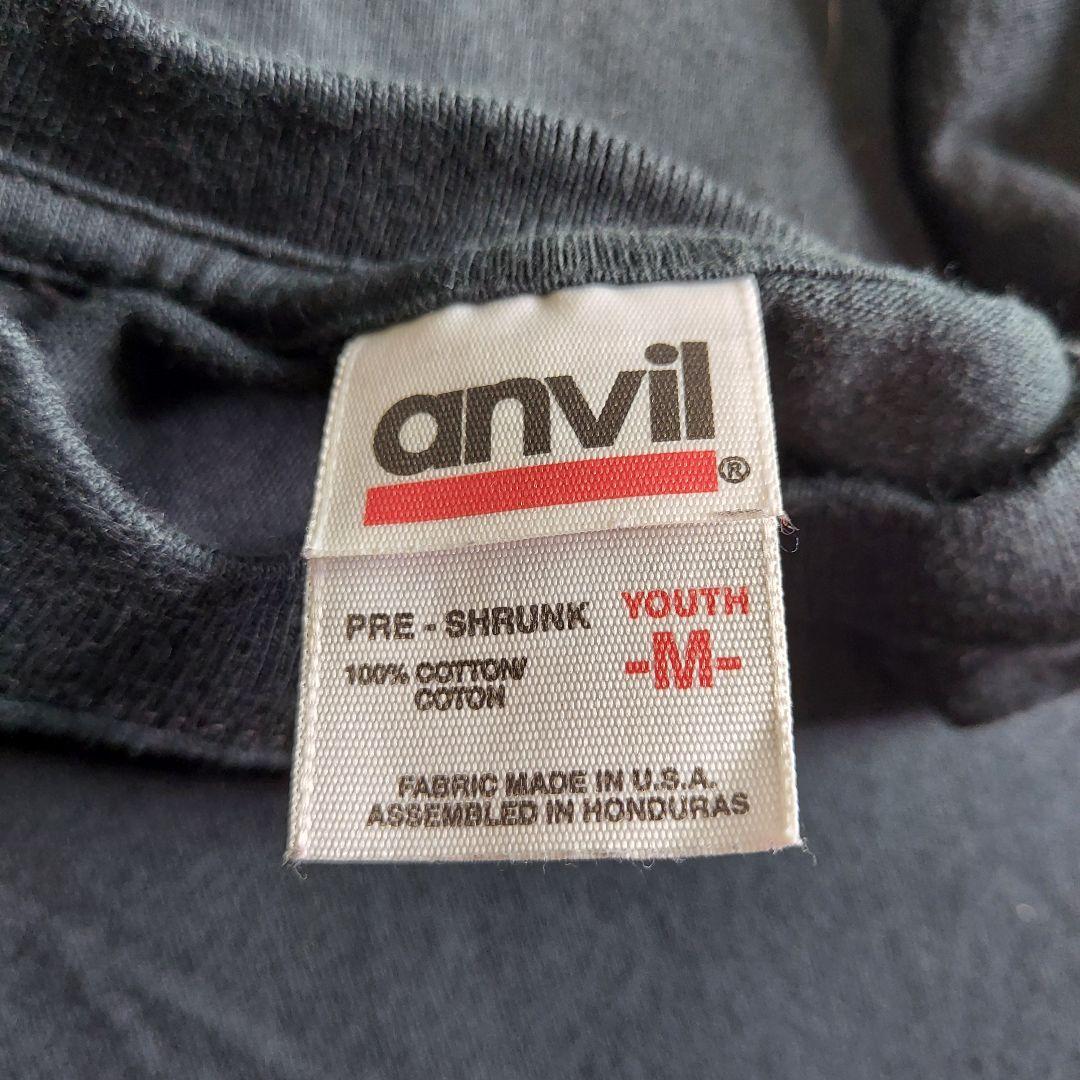 anvil®
PRE - SHRUNK
100% COTTON/
COTON
YOUTH
-M-
FABRIC MADE IN U.S.A.
ASSEMBLED IN HONDURAS